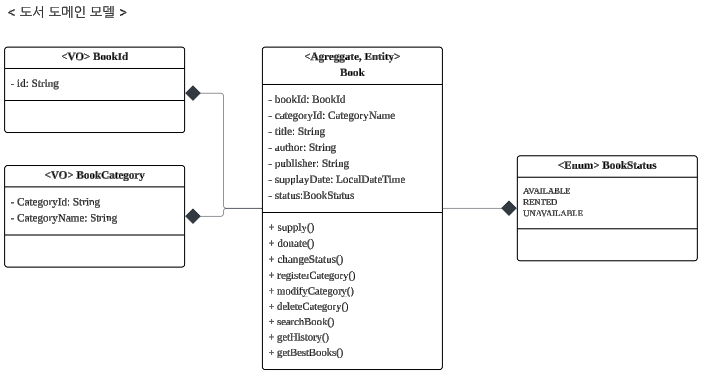 < 도서 도메인 모델 >
<VO> BookId
- id: String
<VO> BookCategory
- CategoryId: String
- CategoryName: String
<Agreggate, Entity>
Book
- bookId: BookId
- categoryId: CategoryName
- title: String
- author: String
- publisher: String
- supplayDate: LocalDateTime
- status:BookStatus
+ supply()
+ donate()
+ changeStatus()
+ registerCategory()
+ modifyCategory()
+ deleteCategory()
+ searchBook()
+ getHistory()
+ getBestBooks()
<Enum> BookStatus
AVAILABLE
RENTED
UNAVAILABLE